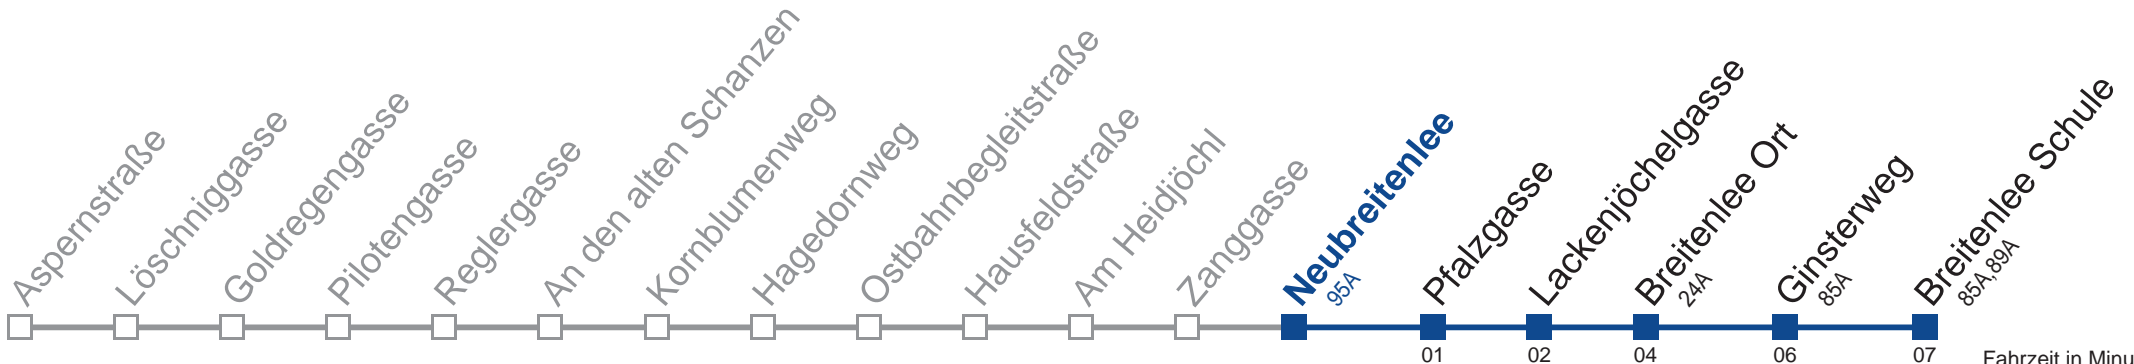 Aspernstraße
Löschniggasse
Goldregengasse
Pilotengasse
Reglergasse
An den alten Schanzen
Kornblumenweg
Hagedornweg
Ostbahnbegleitstraße
Hausfeldstraße
Am Heidjöchl
Zanggasse
Neubreitenlee
95A
Pfalzgasse
Lackenjöchelgasse
Breitenlee Ort
24A
Ginsterweg
85A
Breitenlee Schule
85A,89A
01 02 04 06 07
Fahrzeit in Minu